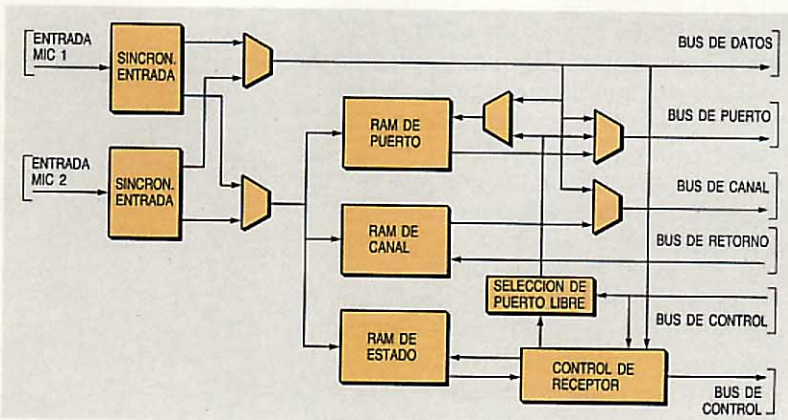 ENTRADA
MIC 1
SINCRON.
ENTRADA
BUS DE DATOS
RAM DE
PUERTO
BUS DE PUERTO
ENTRADA
MIC 2
SINCRON.
ENTRADA
BUS DE CANAL
RAM DE
CANAL
BUS DE RETORNO
SELECCION DE
PUERTO LIBRE
BUS DE CONTROL
RAM DE
ESTADO
CONTROL DE
RECEPTOR
BUS DE
CONTROL